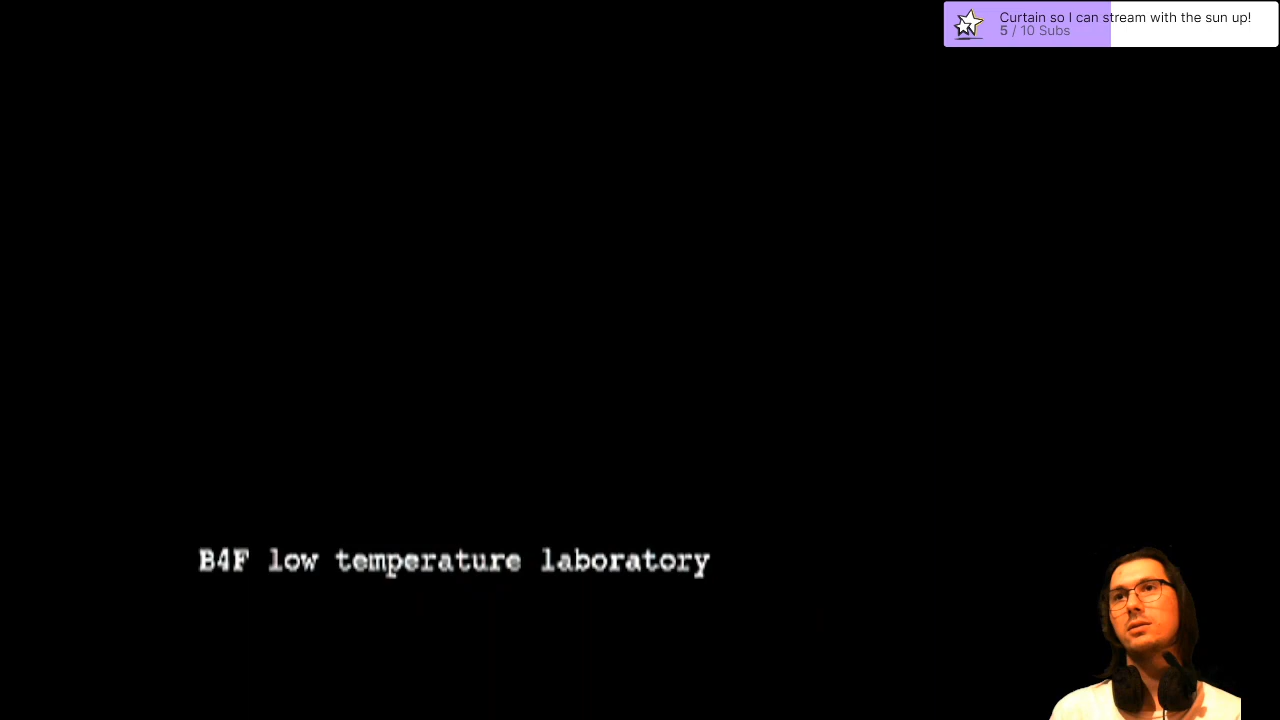 Curtain so I can stream with the sun up!
5 / 10 Subs
B4F low temperature laboratory